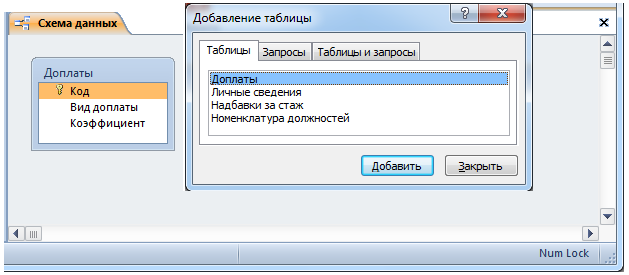 Схема данных
Доплаты
Код
Вид доплаты
Коэффициент
Добавление таблицы
Таблицы Запросы Таблицы и запросы
Доплаты
Личные сведения
Надбавки за стаж
Номенклатура должностей
Добавить Закрыть
Num Lock